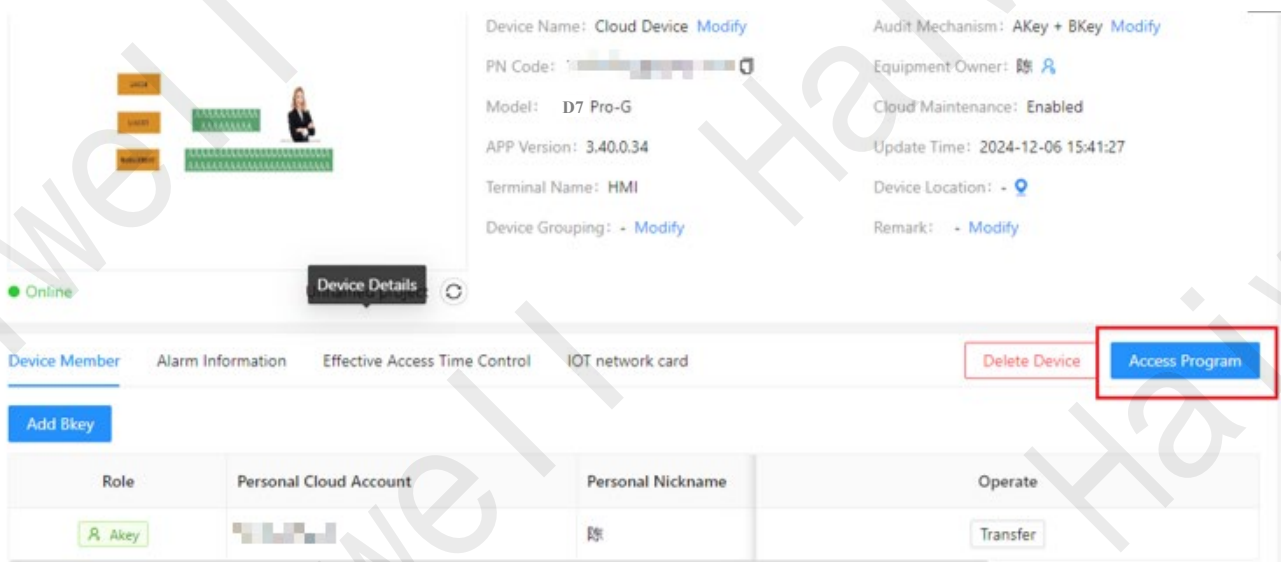 Device Name: Cloud Device Modify
Audit Mechanism: AKey + BKey Modify
PN Code:
Equipment Owner: 陈
Model: D7 Pro-G
Cloud Maintenance: Enabled
APP Version: 3.40.0.34
Update Time: 2024-12-06 15:41:27
Terminal Name: HMI
Device Location: -
Device Grouping: - Modify
Remark: - Modify
Online
Device Details
Device Member Alarm Information Effective Access Time Control IOT network card Delete Device Access Program
Add Bkey
Role Personal Cloud Account Personal Nickname Operate
Akey 陈 Transfer